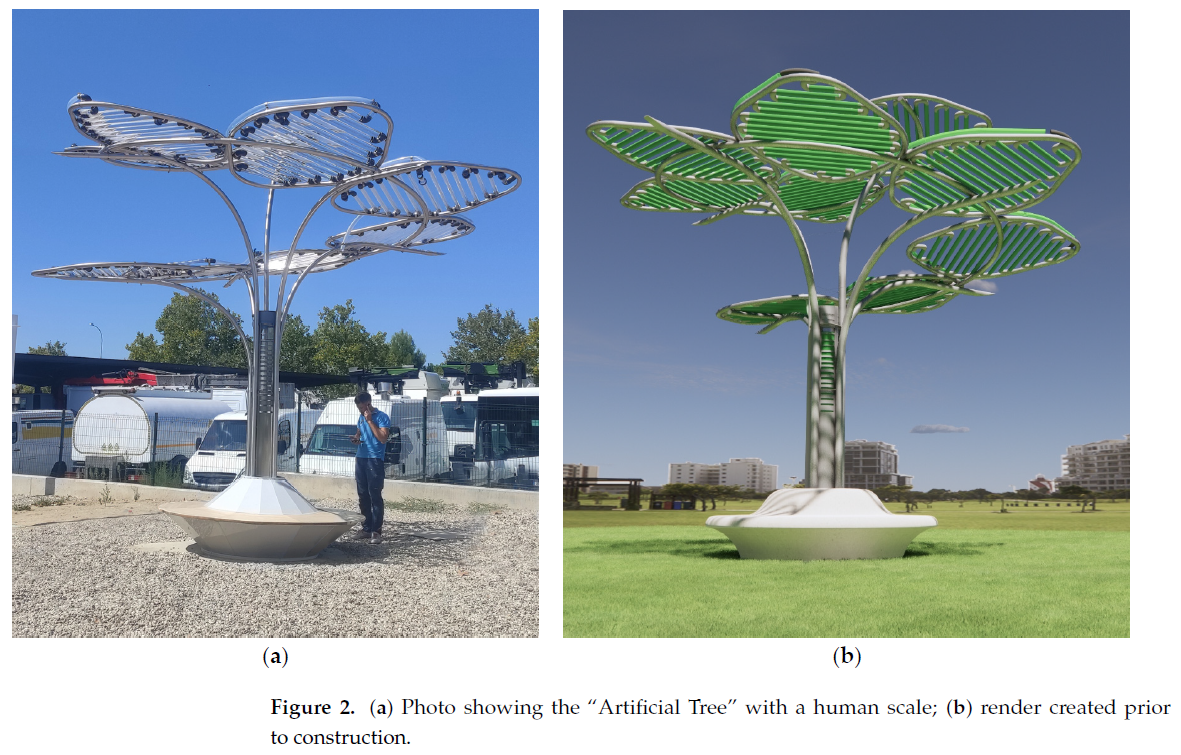 (a)
(b)
Figure 2. (a) Photo showing the “Artificial Tree” with a human scale; (b) render created prior
to construction.